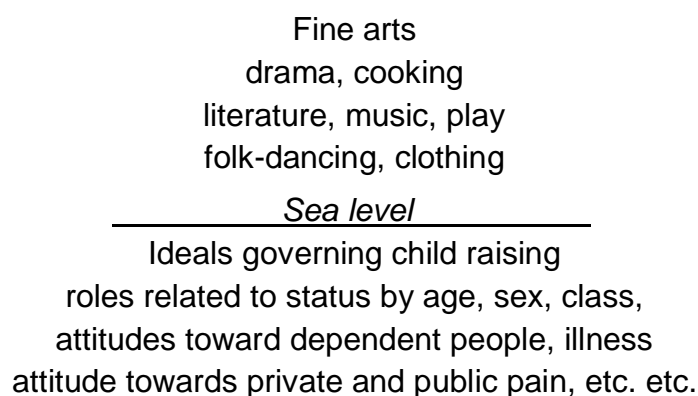 Fine arts
drama, cooking
literature, music, play
folk-dancing, clothing
Sea level
Ideals governing child raising
roles related to status by age, sex, class,
attitudes toward dependent people, illness
attitude towards private and public pain, etc. etc.